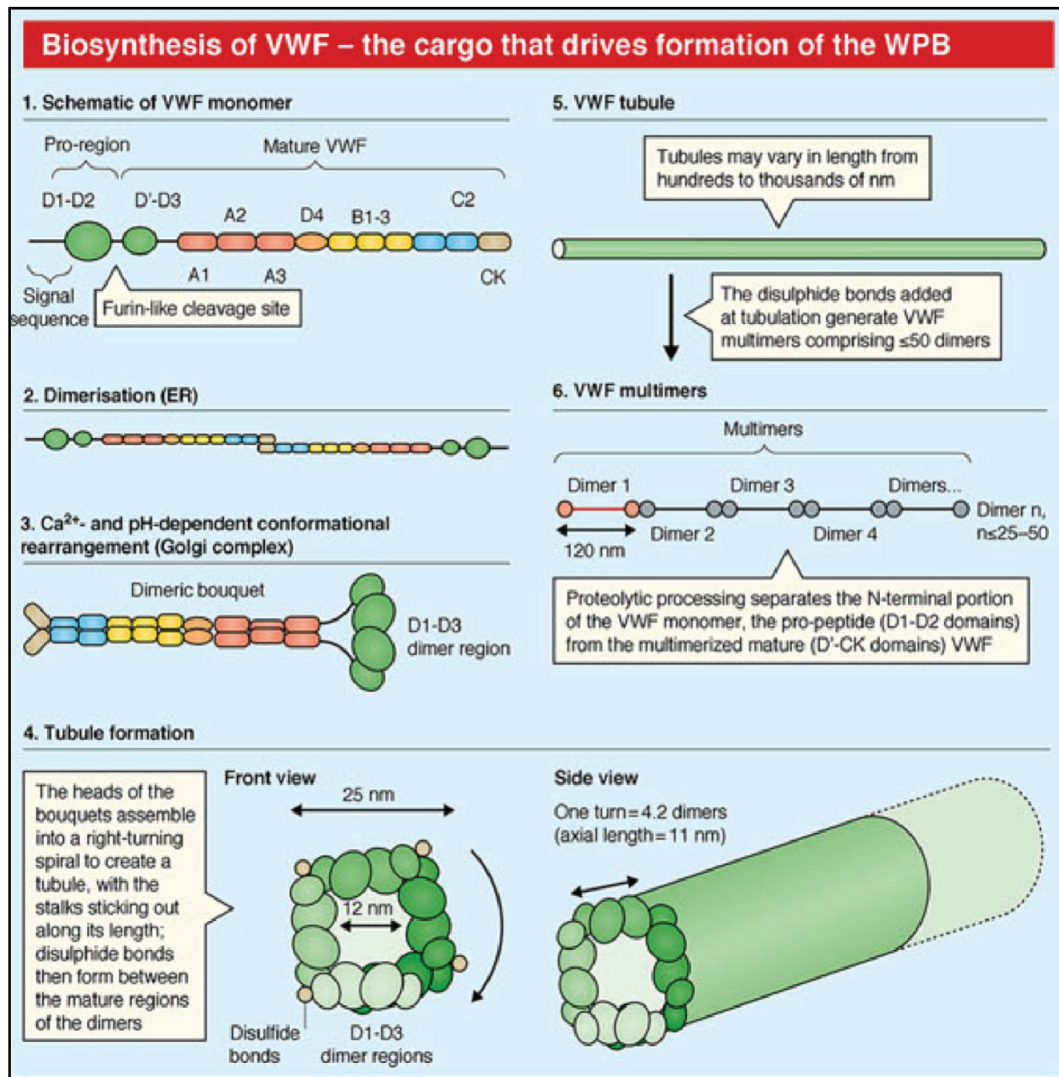 Biosynthesis of VWF – the cargo that drives formation of the WPB
1. Schematic of VWF monomer
Pro-region
Mature VWF
D1-D2
D'-D3
A2
D4
B1-3
C2
A1
A3
CK
Signal
sequence
Furin-like cleavage site
2. Dimerisation (ER)
3. Ca²⁺- and pH-dependent conformational
rearrangement (Golgi complex)
Dimeric bouquet
D1-D3
dimer region
5. VWF tubule
Tubules may vary in length from
hundreds to thousands of nm
The disulphide bonds added
at tubulation generate VWF
multimers comprising ≤50 dimers
6. VWF multimers
Multimers
Dimer 1
Dimer 3
Dimers...
Dimer 2
Dimer 4
Dimer n,
n≤25–50
120 nm
Proteolytic processing separates the N-terminal portion
of the VWF monomer, the pro-peptide (D1-D2 domains)
from the multimerized mature (D'-CK domains) VWF
4. Tubule formation
The heads of the
bouquets assemble
into a right-turning
spiral to create a
tubule, with the
stalks sticking out
along its length;
disulphide bonds
then form between
the mature regions
of the dimers
Front view
25 nm
12 nm
Disulfide
bonds
D1-D3
dimer regions
Side view
One turn=4.2 dimers
(axial length=11 nm)